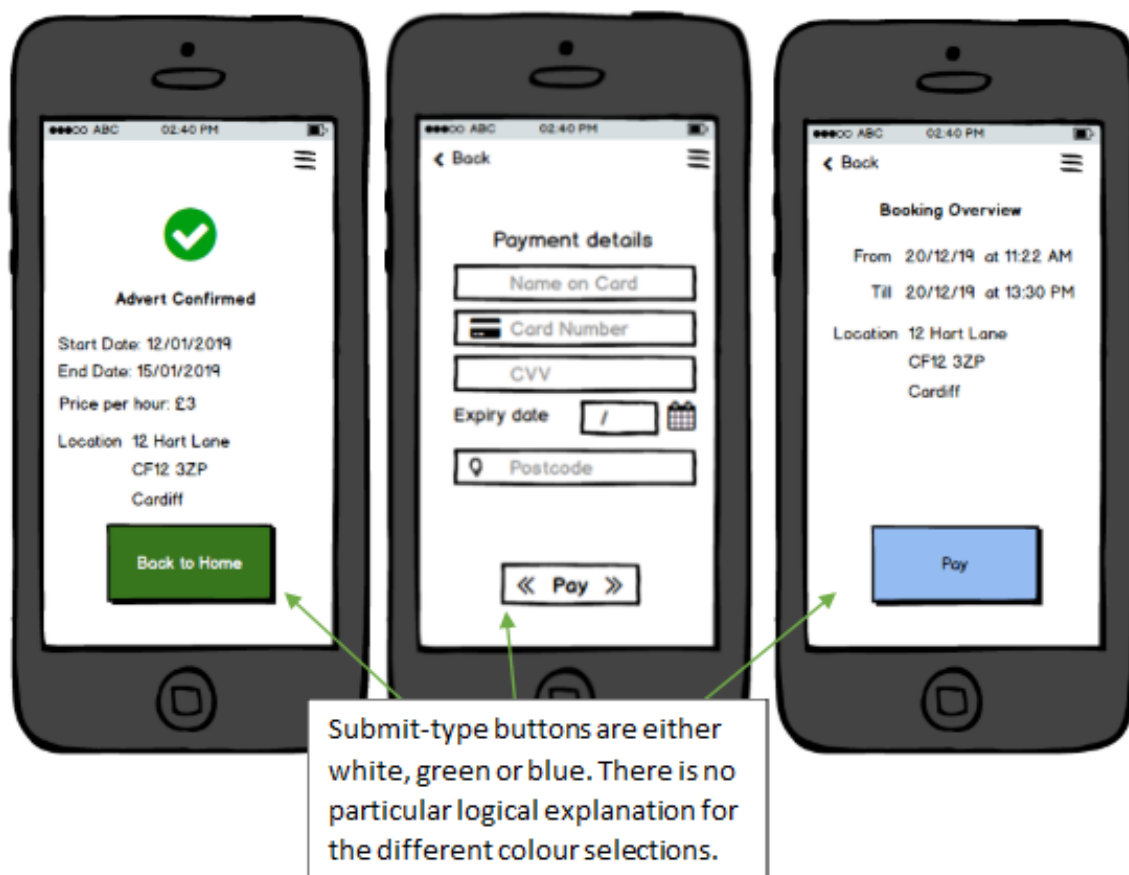 ●●●○○ ABC 02:40 PM
Advert Confirmed
Start Date: 12/01/2019
End Date: 15/01/2019
Price per hour: £3
Location 12 Hart Lane
CF12 3ZP
Cardiff
Back to Home
●●●○○ ABC 02:40 PM
Back
Payment details
Name on Card
Card Number
CVV
Expiry date /
Postcode
« Pay »
●●●○○ ABC 02:40 PM
Back
Booking Overview
From 20/12/19 at 11:22 AM
Till 20/12/19 at 13:30 PM
Location 12 Hart Lane
CF12 3ZP
Cardiff
Pay
Submit-type buttons are either
white, green or blue. There is no
particular logical explanation for
the different colour selections.